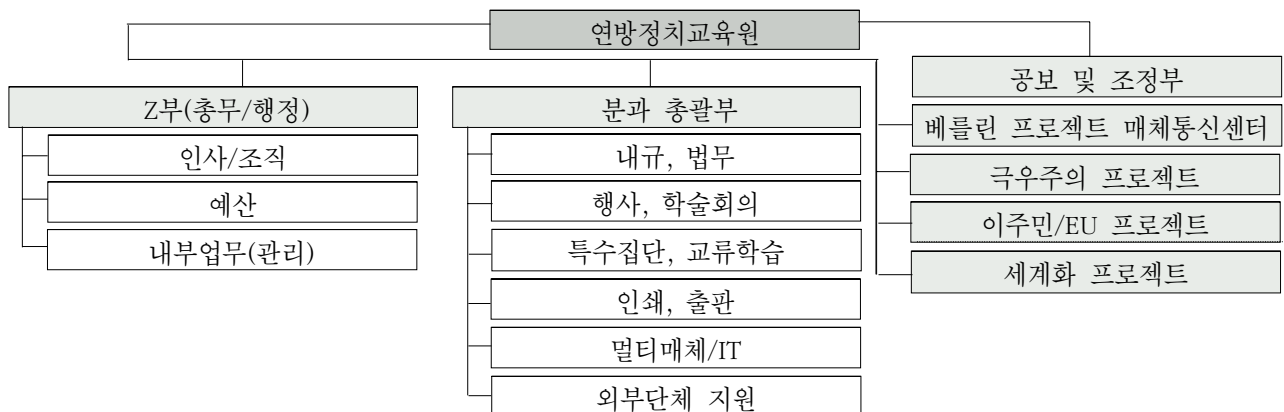 연방정치교육원
Z부(총무/행정)
인사/조직
예산
내부업무(관리)
분과 총괄부
내규, 법무
행사, 학술회의
특수집단, 교류학습
인쇄, 출판
멀티매체/IT
외부단체 지원
공보 및 조정부
베를린 프로젝트 매체통신센터
극우주의 프로젝트
이주민/EU 프로젝트
세계화 프로젝트